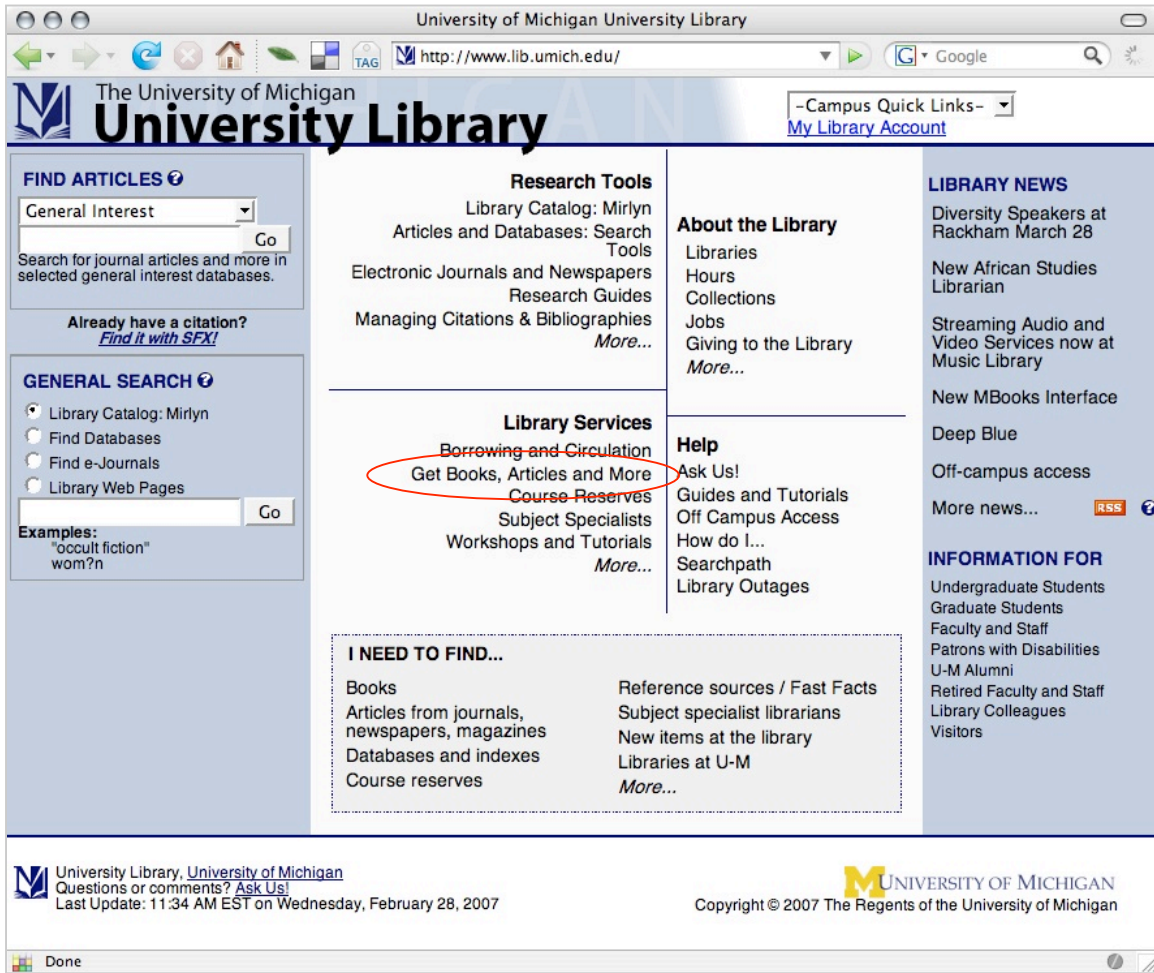 University of Michigan University Library
TAG
http://www.lib.umich.edu/
G
Google
The University of Michigan
University Library
-Campus Quick Links-
My Library Account
FIND ARTICLES ?
General Interest
Go
Search for journal articles and more in
selected general interest databases.
Already have a citation?
Find it with SFX!
GENERAL SEARCH ?
Library Catalog: Mirlyn
Find Databases
Find e-Journals
Library Web Pages
Go
Examples:
"occult fiction"
wom?n
Research Tools
Library Catalog: Mirlyn
Articles and Databases: Search
Tools
Electronic Journals and Newspapers
Research Guides
Managing Citations & Bibliographies
More...
About the Library
Libraries
Hours
Collections
Jobs
Giving to the Library
More...
Library Services
Borrowing and Circulation
Get Books, Articles and More
Course Reserves
Subject Specialists
Workshops and Tutorials
More...
Help
Ask Us!
Guides and Tutorials
Off Campus Access
How do I...
Searchpath
Library Outages
I NEED TO FIND...
Books
Articles from journals,
newspapers, magazines
Databases and indexes
Course reserves
Reference sources / Fast Facts
Subject specialist librarians
New items at the library
Libraries at U-M
More...
LIBRARY NEWS
Diversity Speakers at
Rackham March 28
New African Studies
Librarian
Streaming Audio and
Video Services now at
Music Library
New MBooks Interface
Deep Blue
Off-campus access
More news...
RSS
?
INFORMATION FOR
Undergraduate Students
Graduate Students
Faculty and Staff
Patrons with Disabilities
U-M Alumni
Retired Faculty and Staff
Library Colleagues
Visitors
University Library, University of Michigan
Questions or comments? Ask Us!
Last Update: 11:34 AM EST on Wednesday, February 28, 2007
M UNIVERSITY OF MICHIGAN
Copyright © 2007 The Regents of the University of Michigan
Done